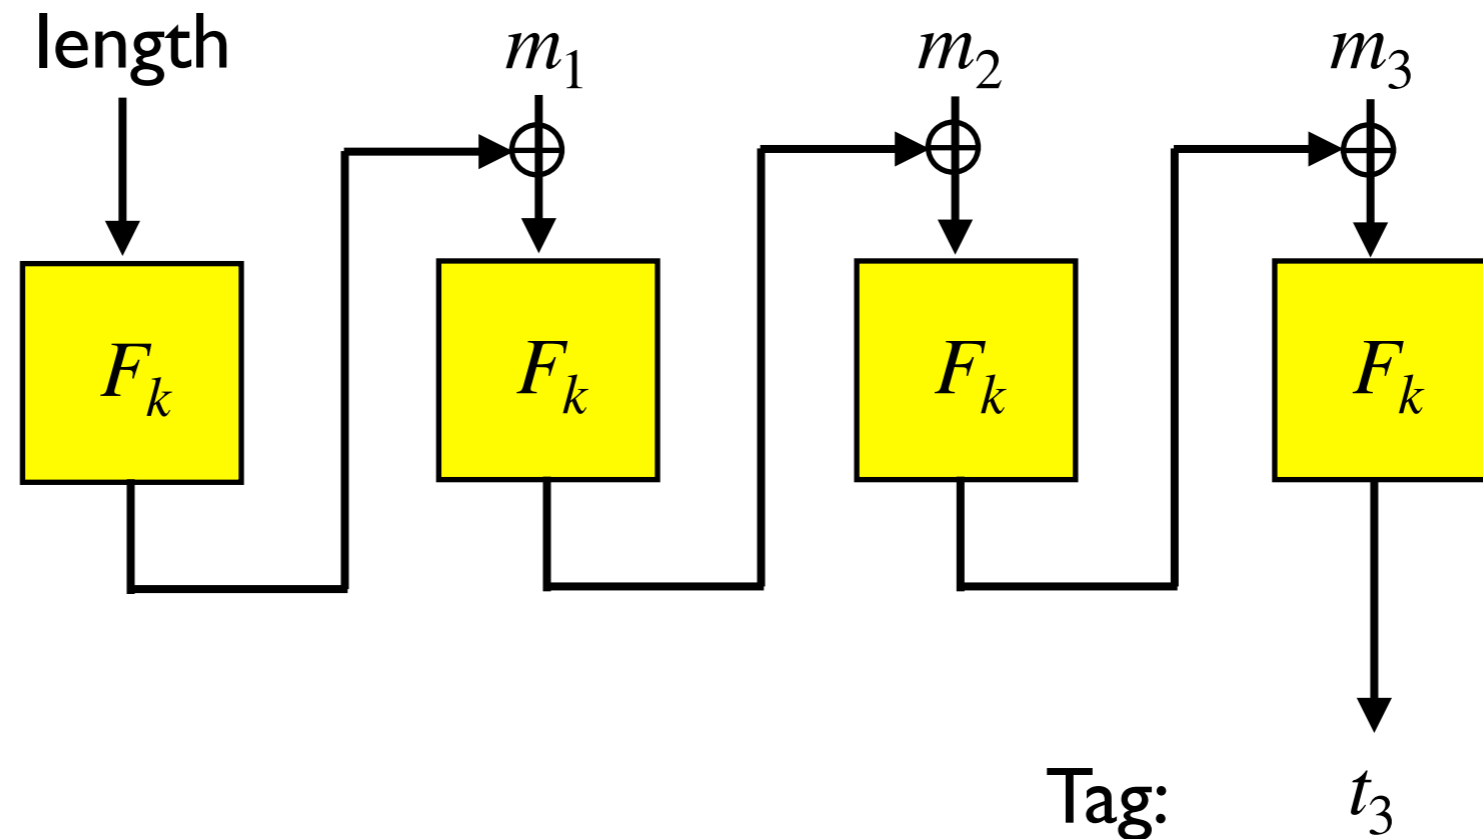 length m₁ m₂ m₃
Fₖ Fₖ Fₖ Fₖ
Tag: t₃